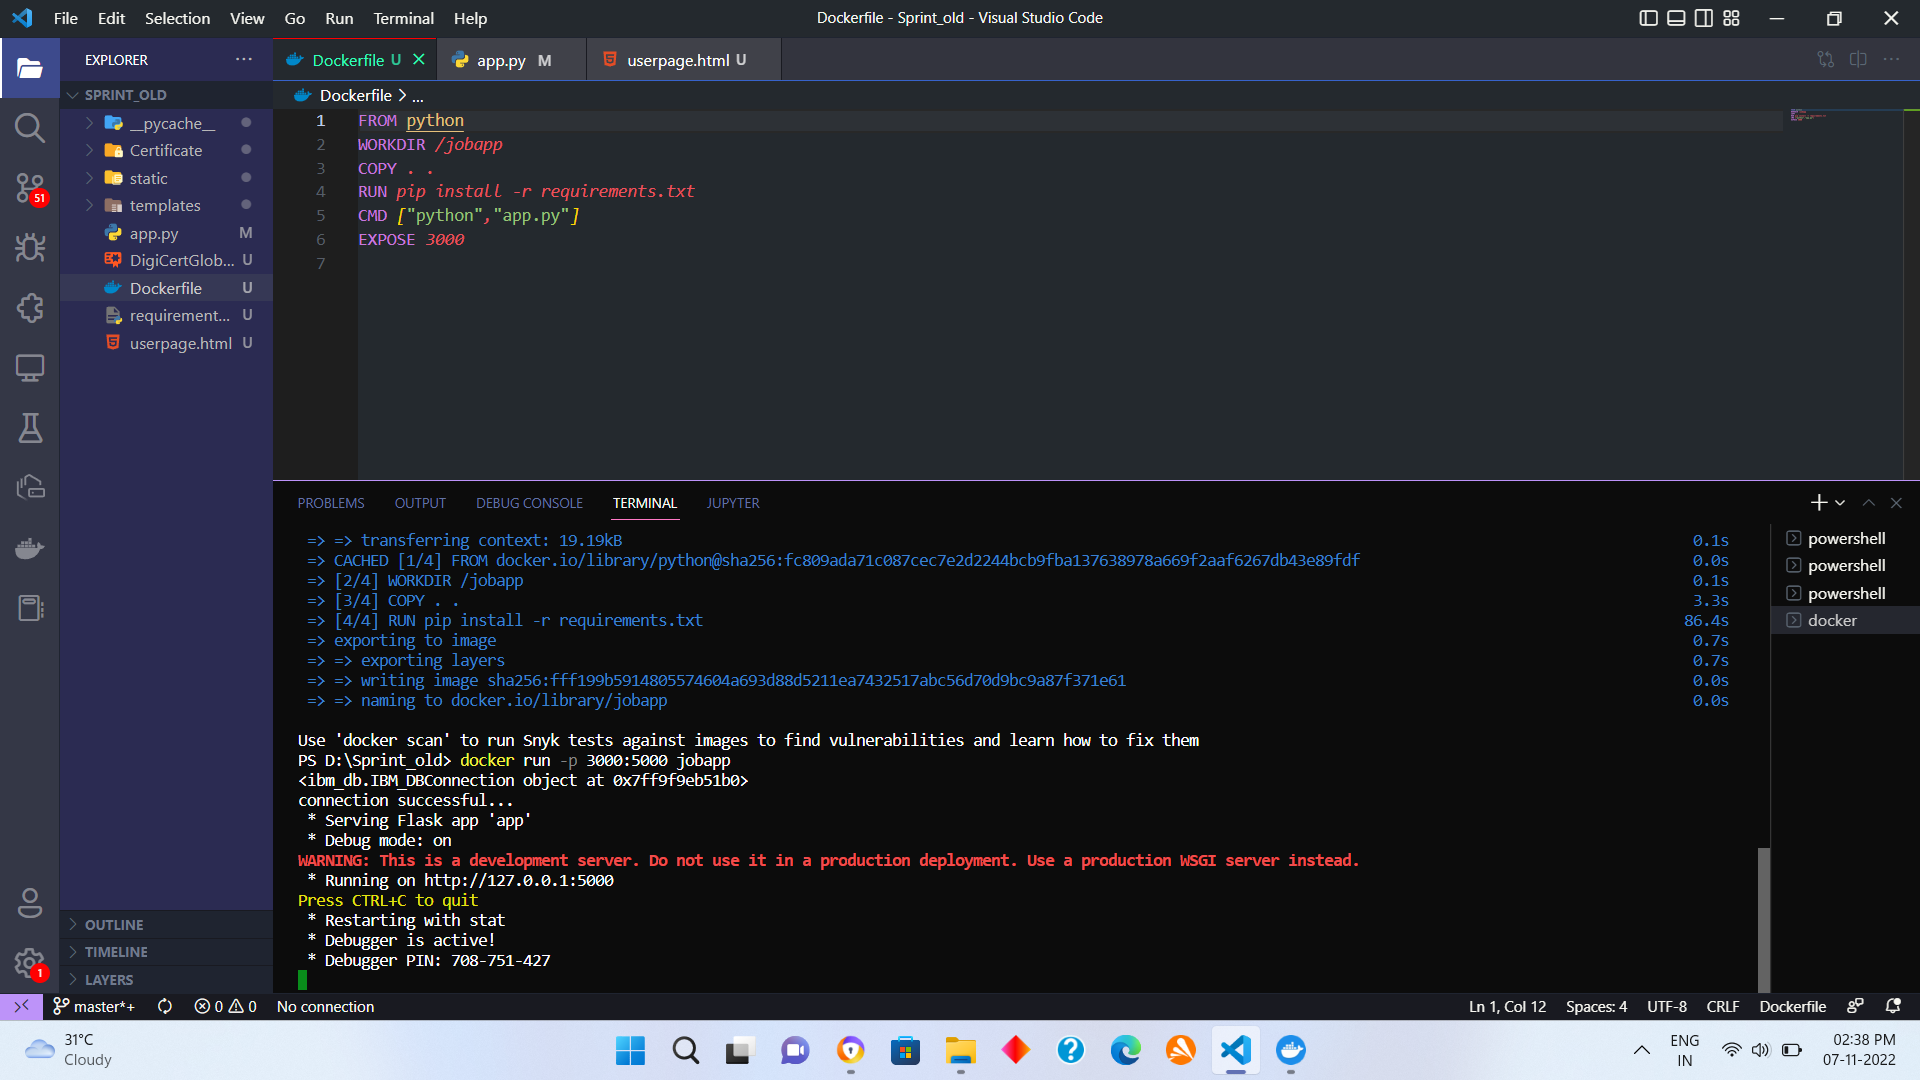 File Edit Selection View Go Run Terminal Help
Dockerfile - Sprint_old - Visual Studio Code
EXPLORER ...
SPRINT_OLD
__pycache__
Certificate
static
templates
app.py M
DigiCertGlob... U
Dockerfile U
requirement... U
userpage.html U
OUTLINE
TIMELINE
LAYERS
51
1
Dockerfile U
app.py M
userpage.html U
Dockerfile > ...
1 FROM python
2 WORKDIR /jobapp
3 COPY . .
4 RUN pip install -r requirements.txt
5 CMD ["python","app.py"]
6 EXPOSE 3000
7
PROBLEMS OUTPUT DEBUG CONSOLE TERMINAL JUPYTER
=> => transferring context: 19.19kB 0.1s
=> CACHED [1/4] FROM docker.io/library/python@sha256:fc809ada71c087cec7e2d2244bcb9fba137638978a669f2aaf6267db43e89fdf 0.0s
=> [2/4] WORKDIR /jobapp 0.1s
=> [3/4] COPY . . 3.3s
=> [4/4] RUN pip install -r requirements.txt 86.4s
=> exporting to image 0.7s
=> => exporting layers 0.7s
=> => writing image sha256:fff199b5914805574604a693d88d5211ea7432517abc56d70d9bc9a87f371e61 0.0s
=> => naming to docker.io/library/jobapp 0.0s
Use 'docker scan' to run Snyk tests against images to find vulnerabilities and learn how to fix them
PS D:\Sprint_old> docker run -p 3000:5000 jobapp
<ibm_db.IBM_DBConnection object at 0x7ff9f9eb51b0>
connection successful...
* Serving Flask app 'app'
* Debug mode: on
WARNING: This is a development server. Do not use it in a production deployment. Use a production WSGI server instead.
* Running on http://127.0.0.1:5000
Press CTRL+C to quit
* Restarting with stat
* Debugger is active!
* Debugger PIN: 708-751-427
powershell
powershell
powershell
docker
master*+ 0 0 No connection
Ln 1, Col 12 Spaces: 4 UTF-8 CRLF Dockerfile
31°C
Cloudy
ENG
IN
02:38 PM
07-11-2022